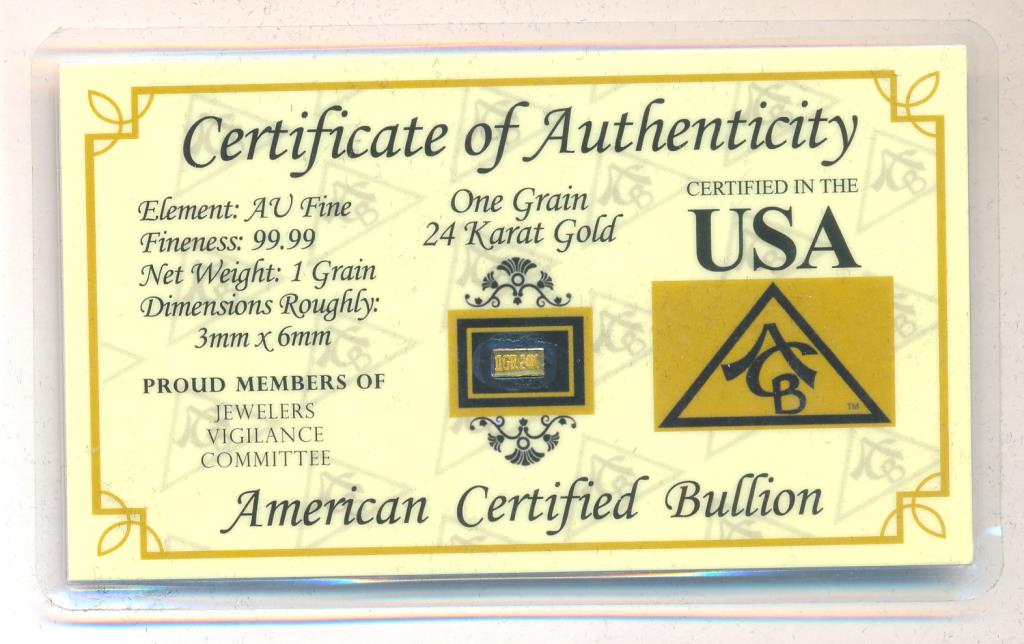 Certificate of Authenticity
Element: AU Fine
Fineness: 99.99
Net Weight: 1 Grain
Dimensions Roughly:
3mm x 6mm
PROUD MEMBERS OF
JEWELERS
VIGILANCE
COMMITTEE
One Grain
24 Karat Gold
1GR 24K
CERTIFIED IN THE
USA
ACB
TM
American Certified Bullion